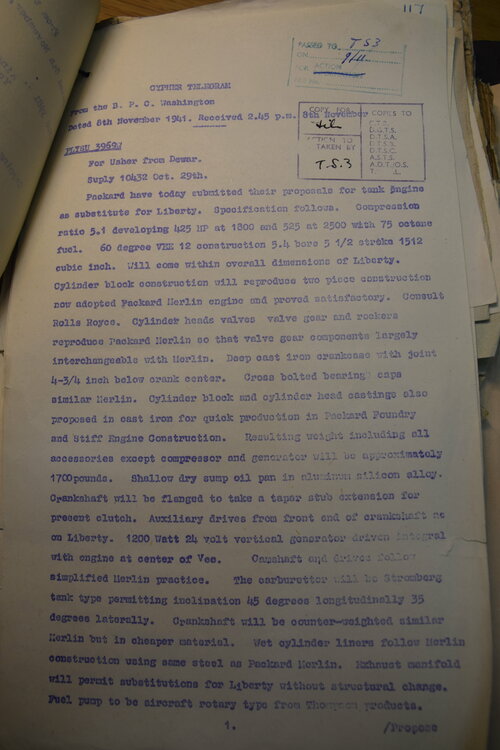 117
PASSED TO TS3
ON 9/11
FOR ACTION
CYPHER TELEGRAM
From the B. P. C. Washington
Dated 8th November 1941. Received 2.45 p.m. 8th November
COPY FOR
ACTION TO
TAKEN BY
T.S.3
COPIES TO
D.G.T.S.
D.T.S.A.
D.T.S.C.
A.S.T.S.
A.D.T./O.S.
PLYSU 3969W
For Usher from Dewar.
Suply 10432 Oct. 29th.
Packard have today submitted their proposals for tank Engine
as substitute for Liberty. Specification follows. Compression
ratio 5.1 developing 425 HP at 1800 and 525 at 2500 with 75 octane
fuel. 60 degree VEE 12 construction 5.4 bore 5 1/2 stroke 1512
cubic inch. Will come within overall dimensions of Liberty.
Cylinder block construction will reproduce two piece construction
now adopted Packard Merlin engine and proved satisfactory. Consult
Rolls Royce. Cylinder heads valves valve gear and rockers
reproduce Packard Merlin so that valve gear components largely
interchangeable with Merlin. Deep cast iron crankcase with joint
4-3/4 inch below crank center. Cross bolted bearing caps
similar Merlin. Cylinder block and cylinder head castings also
proposed in cast iron for quick production in Packard Foundry
and Stiff Engine Construction. Resulting weight including all
accessories except compressor and generator will be approximately
1700pounds. Shallow dry sump oil pan in aluminum silicon alloy.
Crankshaft will be flanged to take a tapar stub extension for
present clutch. Auxiliary drives from front end of crankshaft as
on Liberty. 1200 Watt 24 volt vertical generator driven integral
with engine at center of Vee. Camshaft and drives follow
simplified Merlin practice. The carburettor will be Stromberg
tank type permitting inclination 45 degrees longitudinally 35
degrees laterally. Crankshaft will be counter-weighted similar
Merlin but in cheaper material. Wet cylinder liners follow Merlin
construction using same steel as Packard Merlin. Exhaust manifold
will permit substitutions for Liberty without structural change.
Fuel pump to be aircraft rotary type from Thompson products.
1.
/Propose